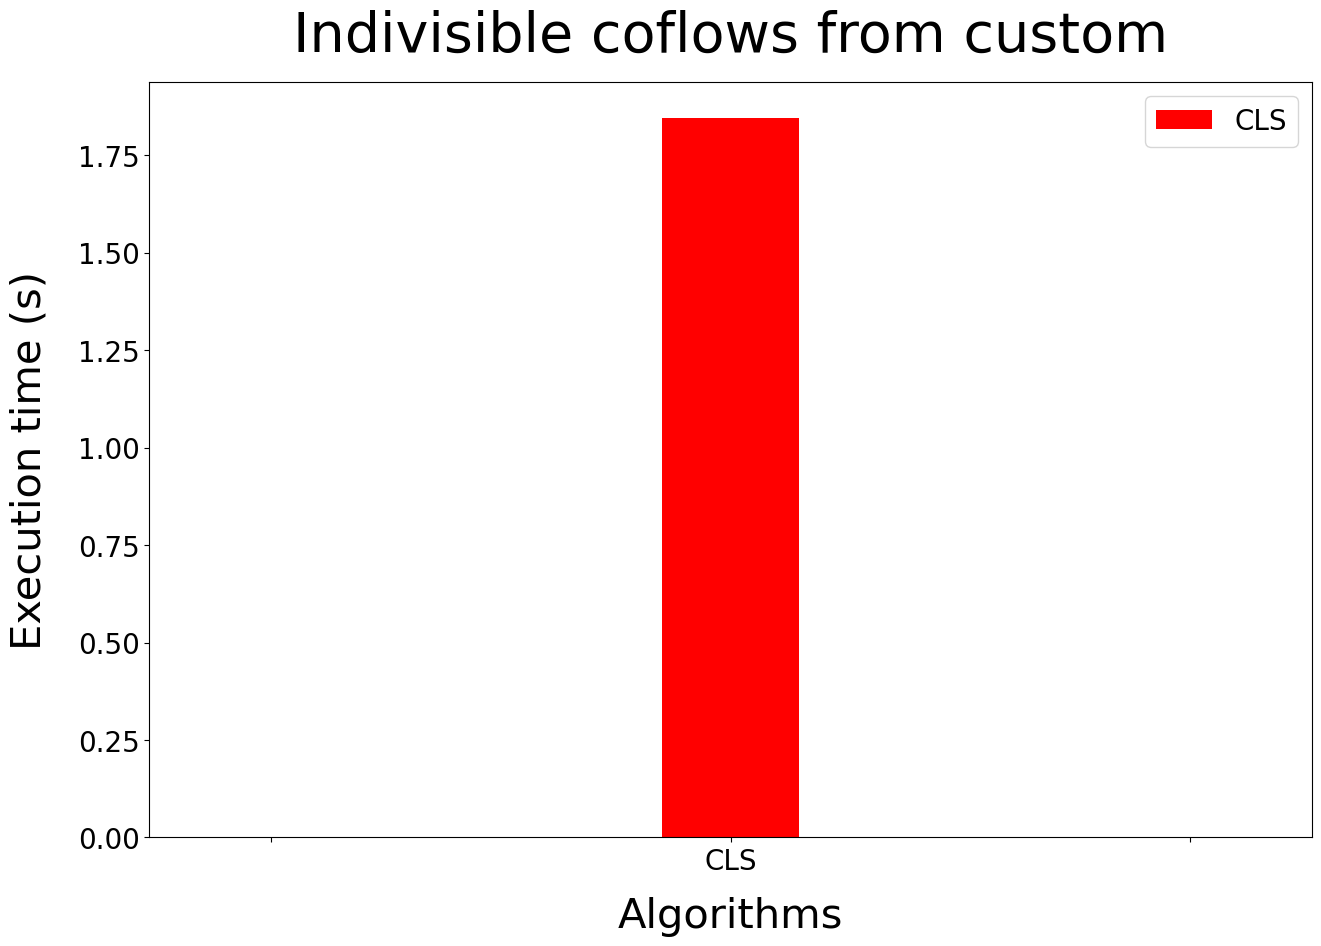 Indivisible coflows from custom
CLS
Execution time (s)
1.75
1.50
1.25
1.00
0.75
0.50
0.25
0.00
CLS
Algorithms